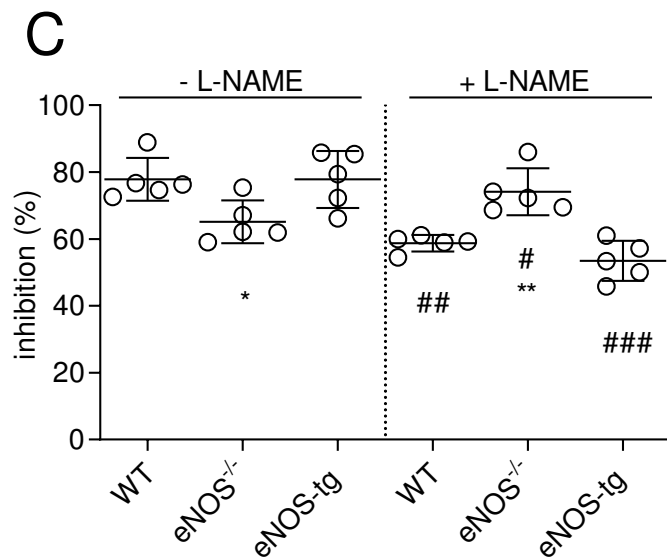 C
- L-NAME
+ L-NAME
inhibition (%)
100
80
60
40
20
0
*
##
#
**
###
WT
eNOS-/-
eNOS-tg
WT
eNOS-/-
eNOS-tg